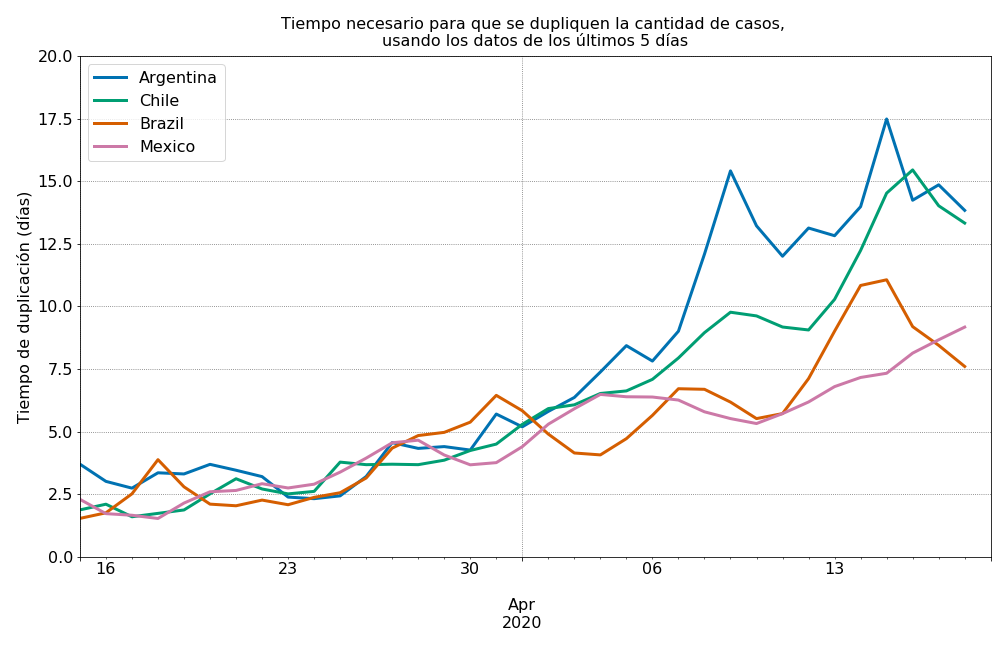 Tiempo necesario para que se dupliquen la cantidad de casos,
usando los datos de los últimos 5 días
Argentina
Chile
Brazil
Mexico
Tiempo de duplicación (días)
20.0
17.5
15.0
12.5
10.0
7.5
5.0
2.5
0.0
16 23 30 06 13
Apr
2020